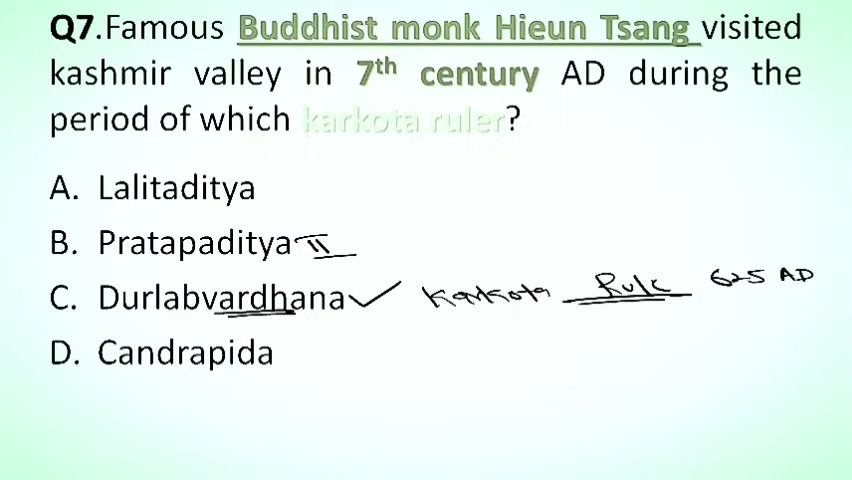 Q7.Famous Buddhist monk Hieun Tsang visited
kashmir valley in 7th century AD during the
period of which karkota ruler?
A. Lalitaditya
B. Pratapaditya II
C. Durlabvardhana ✓ Karkota Rule 625 AD
D. Candrapida